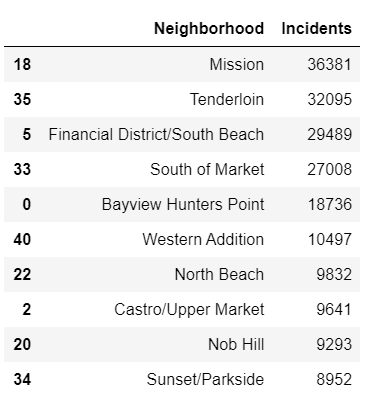 Neighborhood Incidents
18 Mission 36381
35 Tenderloin 32095
5 Financial District/South Beach 29489
33 South of Market 27008
0 Bayview Hunters Point 18736
40 Western Addition 10497
22 North Beach 9832
2 Castro/Upper Market 9641
20 Nob Hill 9293
34 Sunset/Parkside 8952